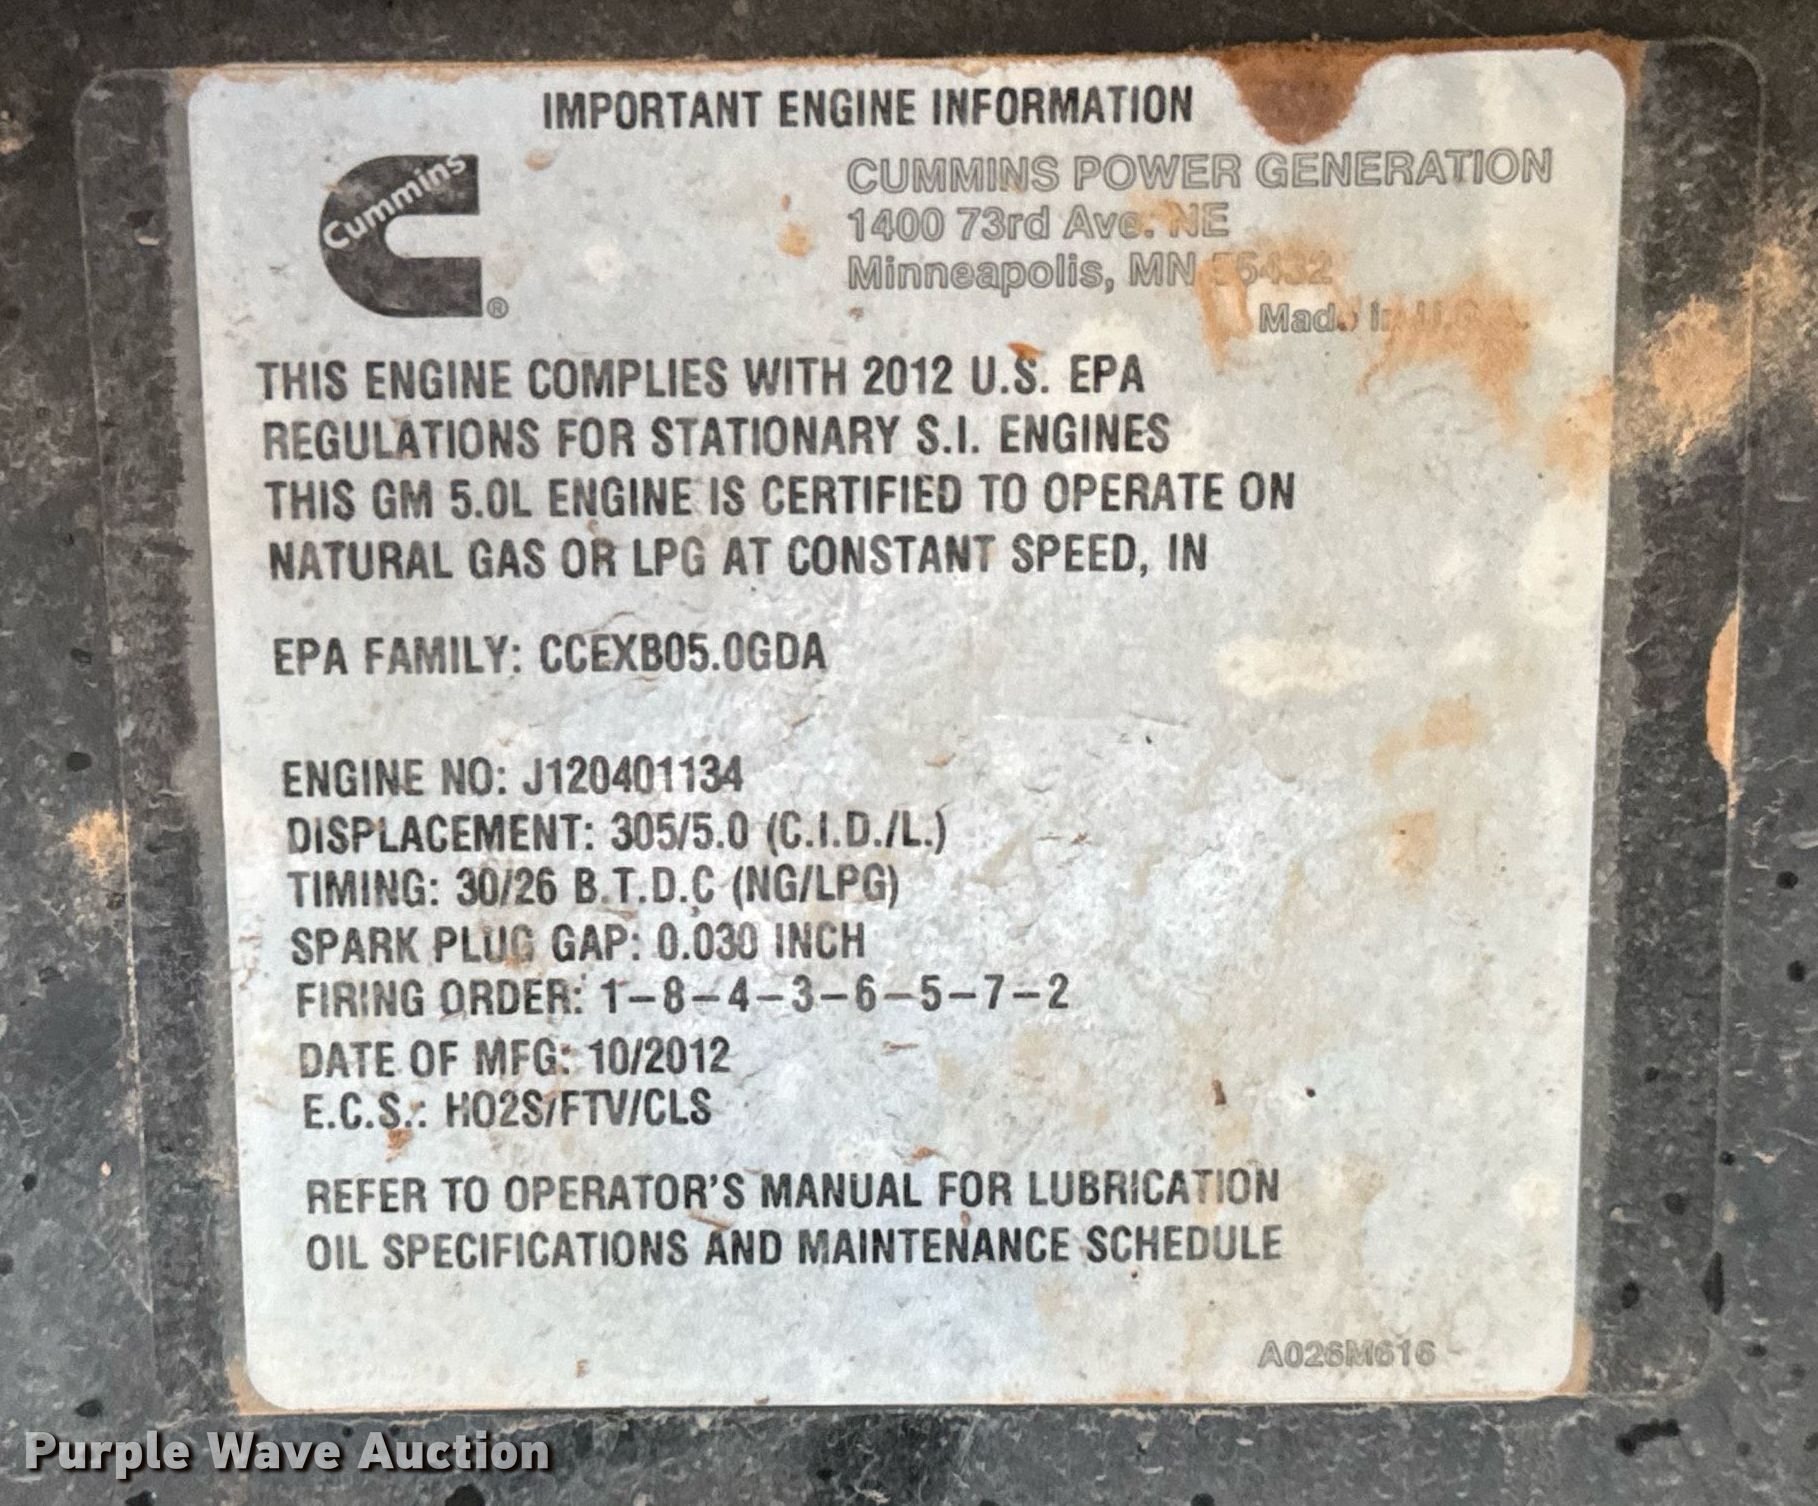 IMPORTANT ENGINE INFORMATION
Cummins
®
CUMMINS POWER GENERATION
1400 73rd Ave. NE
Minneapolis, MN 55432
Made in U.S.A.
THIS ENGINE COMPLIES WITH 2012 U.S. EPA
REGULATIONS FOR STATIONARY S.I. ENGINES
THIS GM 5.0L ENGINE IS CERTIFIED TO OPERATE ON
NATURAL GAS OR LPG AT CONSTANT SPEED, IN
EPA FAMILY: CCEXB05.0GDA
ENGINE NO: J120401134
DISPLACEMENT: 305/5.0 (C.I.D./L.)
TIMING: 30/26 B.T.D.C (NG/LPG)
SPARK PLUG GAP: 0.030 INCH
FIRING ORDER: 1-8-4-3-6-5-7-2
DATE OF MFG: 10/2012
E.C.S.: HO2S/FTV/CLS
REFER TO OPERATOR'S MANUAL FOR LUBRICATION
OIL SPECIFICATIONS AND MAINTENANCE SCHEDULE
A026M616
Purple Wave Auction